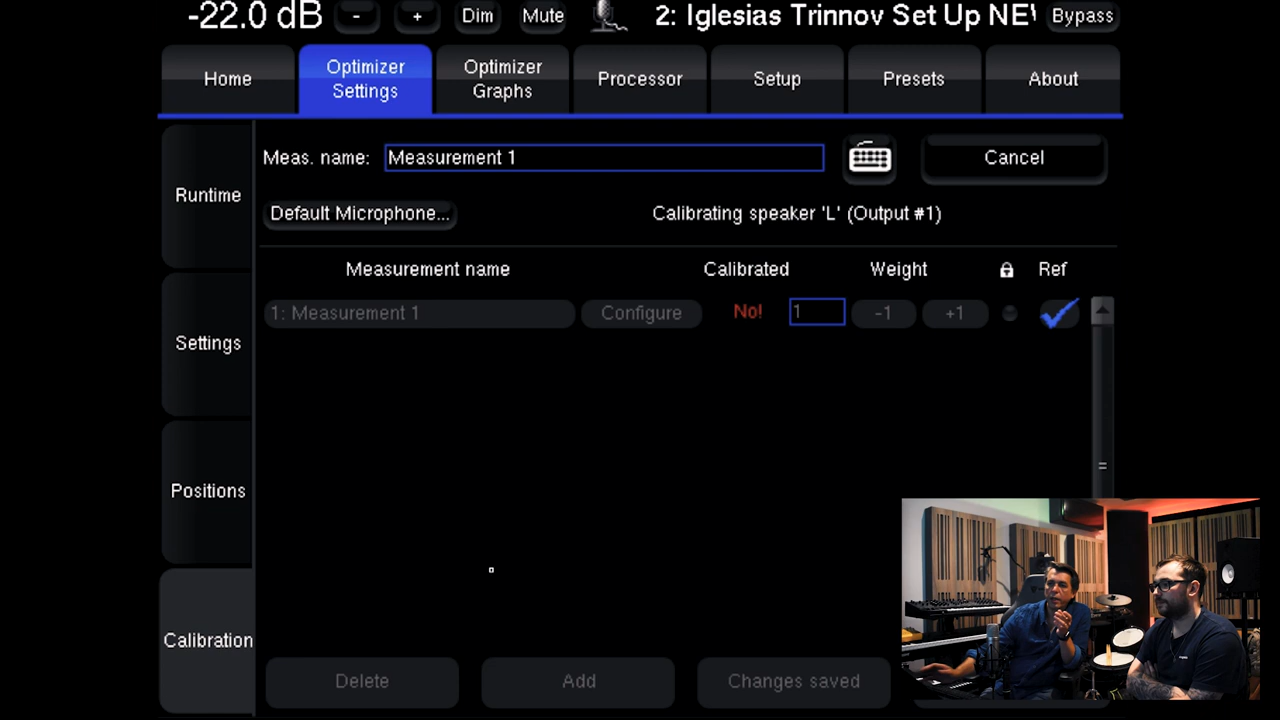 -22.0 dB - + Dim Mute 2: Iglesias Trinnov Set Up NE Bypass
Home Optimizer Settings Optimizer Graphs Processor Setup Presets About
Meas. name: Measurement 1 Cancel
Runtime
Default Microphone... Calibrating speaker 'L' (Output #1)
Measurement name Calibrated Weight Ref
1: Measurement 1 Configure No! 1 -1 +1
Settings
Positions
Calibration
Delete Add Changes saved